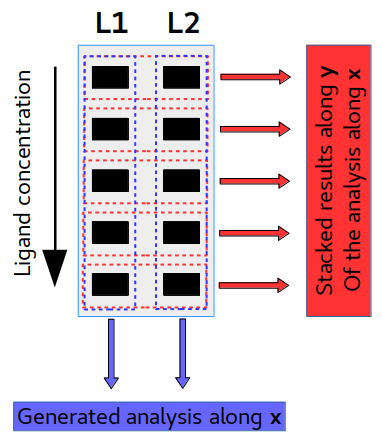 L1 L2
Ligand concentration
Stacked results along y
Of the analysis along x
Generated analysis along x